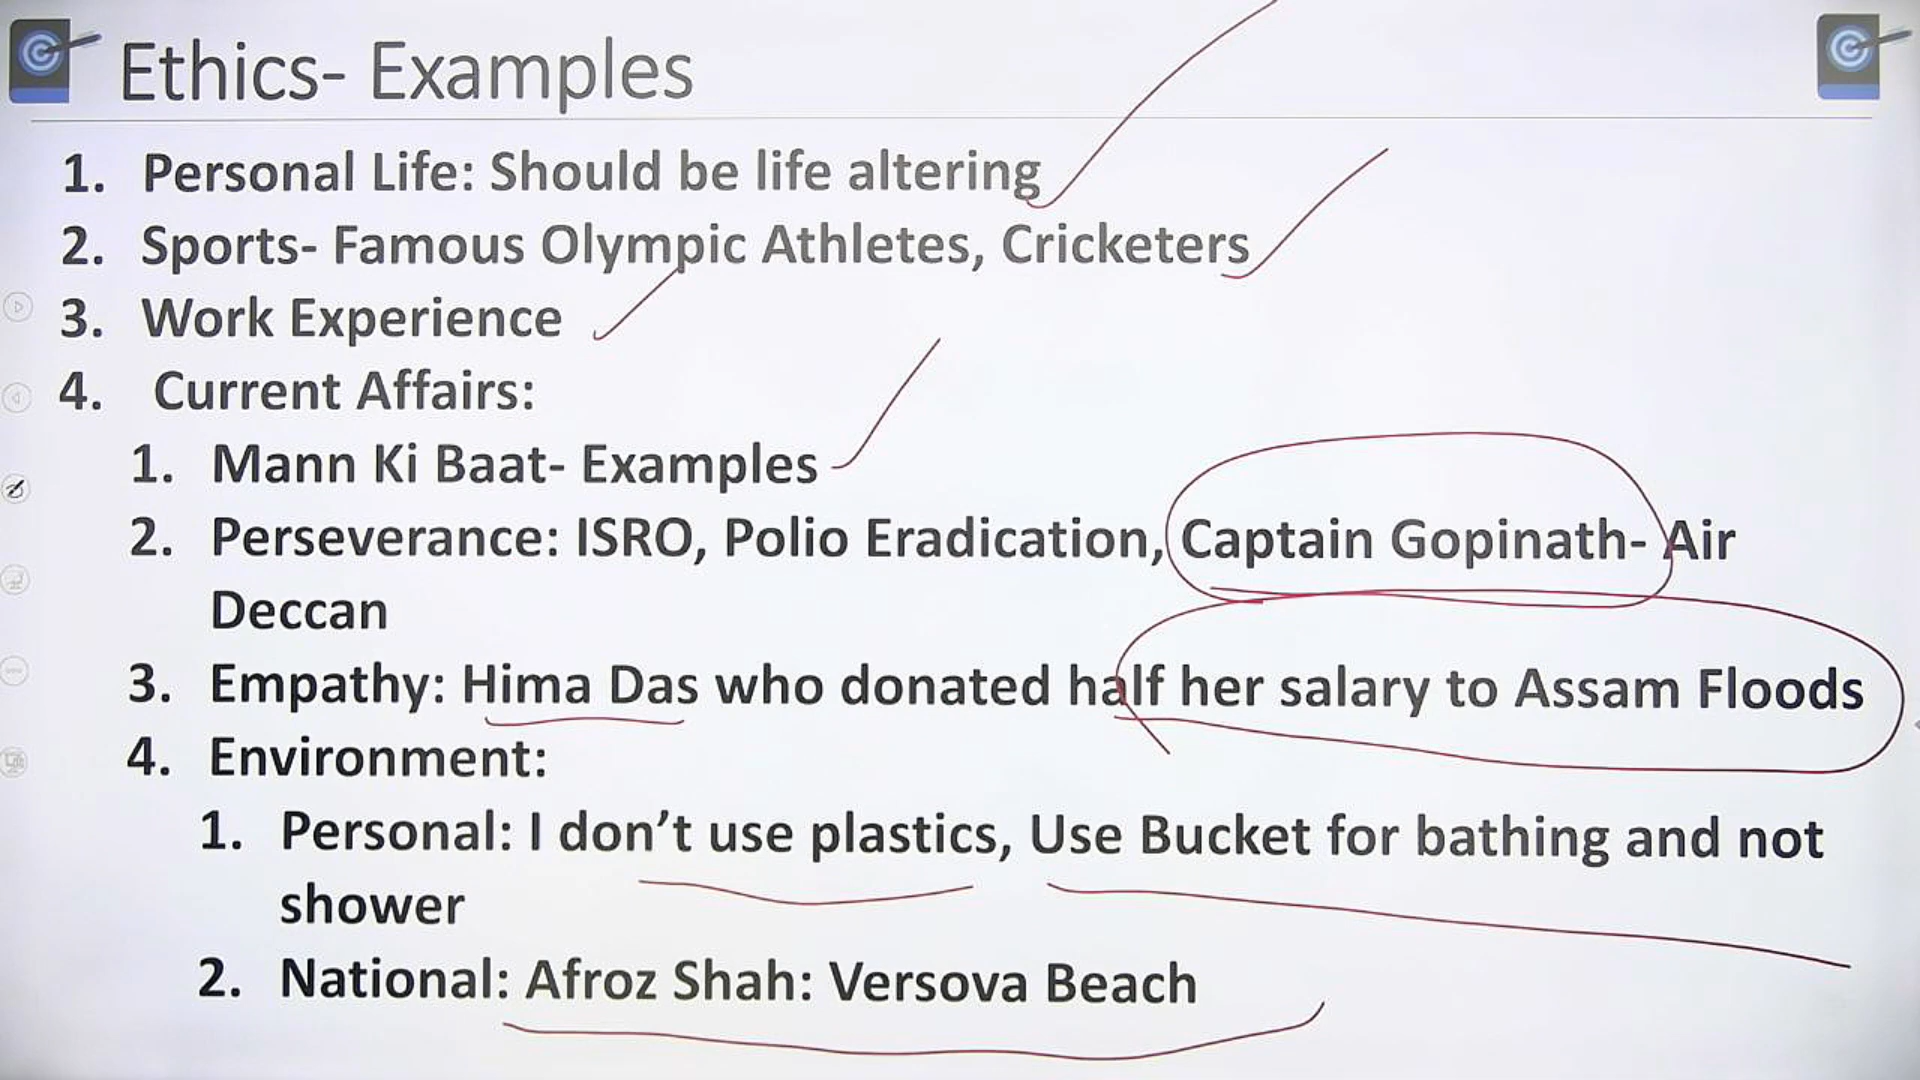 Ethics- Examples
1. Personal Life: Should be life altering
2. Sports- Famous Olympic Athletes, Cricketers
3. Work Experience
4. Current Affairs:
1. Mann Ki Baat- Examples
2. Perseverance: ISRO, Polio Eradication, Captain Gopinath- Air
Deccan
3. Empathy: Hima Das who donated half her salary to Assam Floods
4. Environment:
1. Personal: I don’t use plastics, Use Bucket for bathing and not
shower
2. National: Afroz Shah: Versova Beach